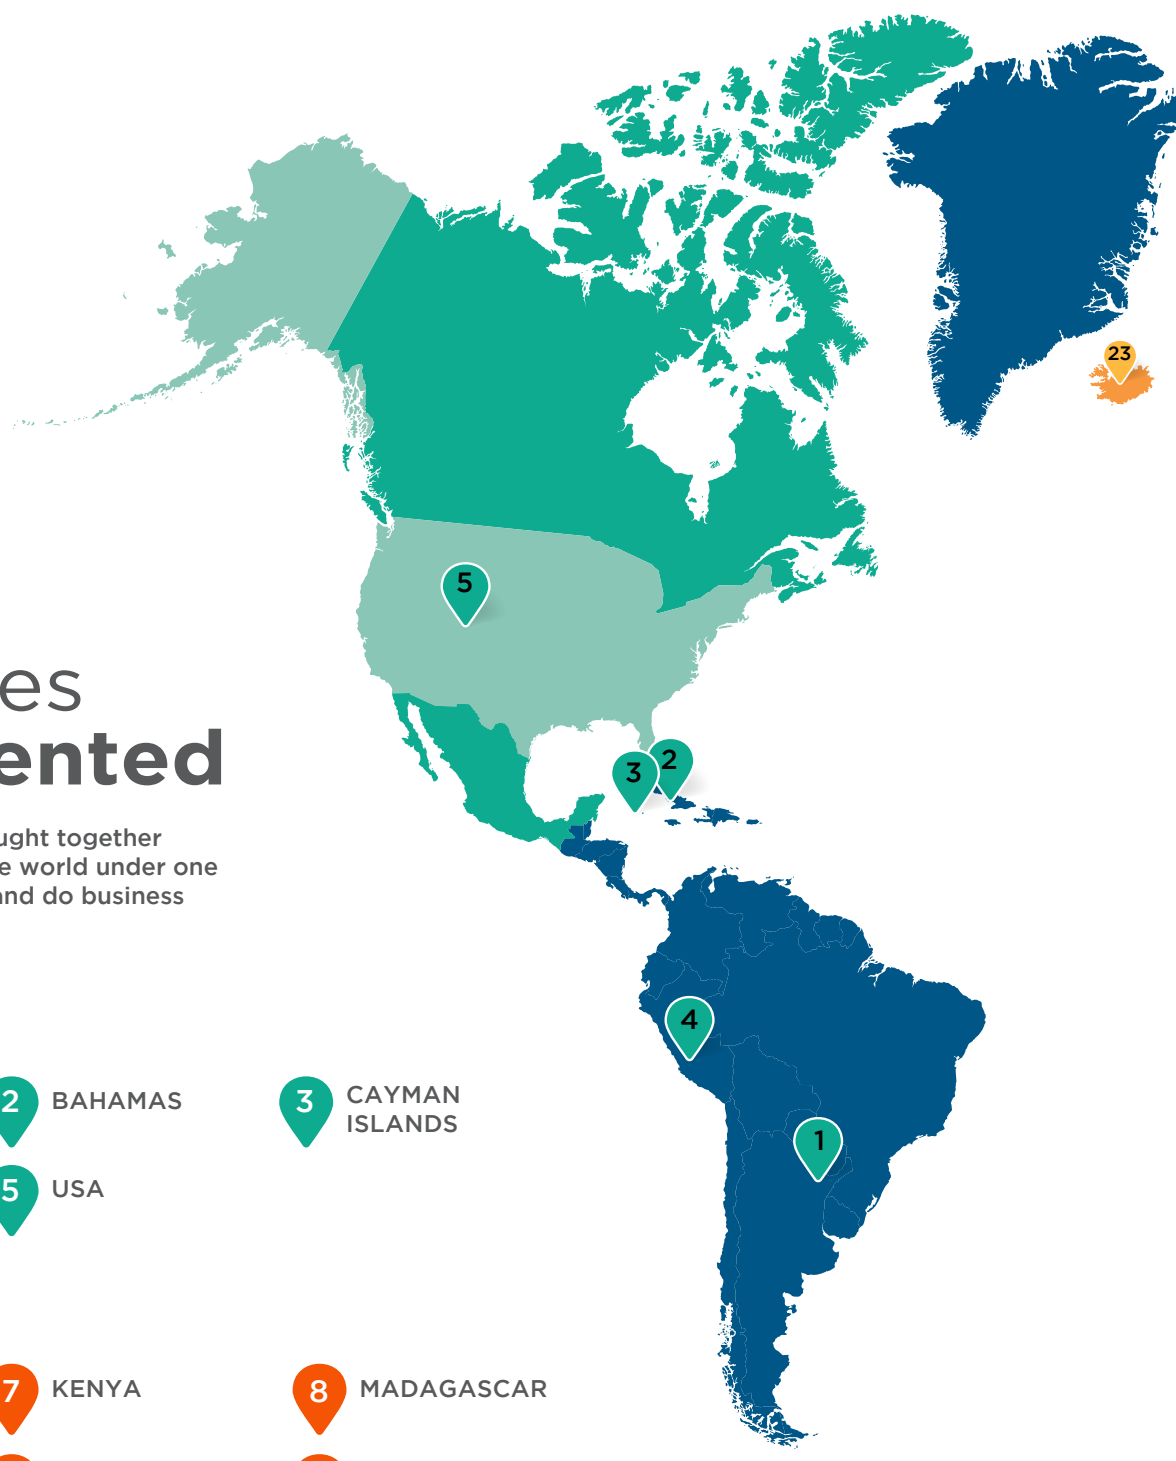 23
5
es
ented
2
3
ught together
e world under one
and do business
4
2 BAHAMAS
3 CAYMAN
ISLANDS
1
5 USA
7 KENYA
8 MADAGASCAR